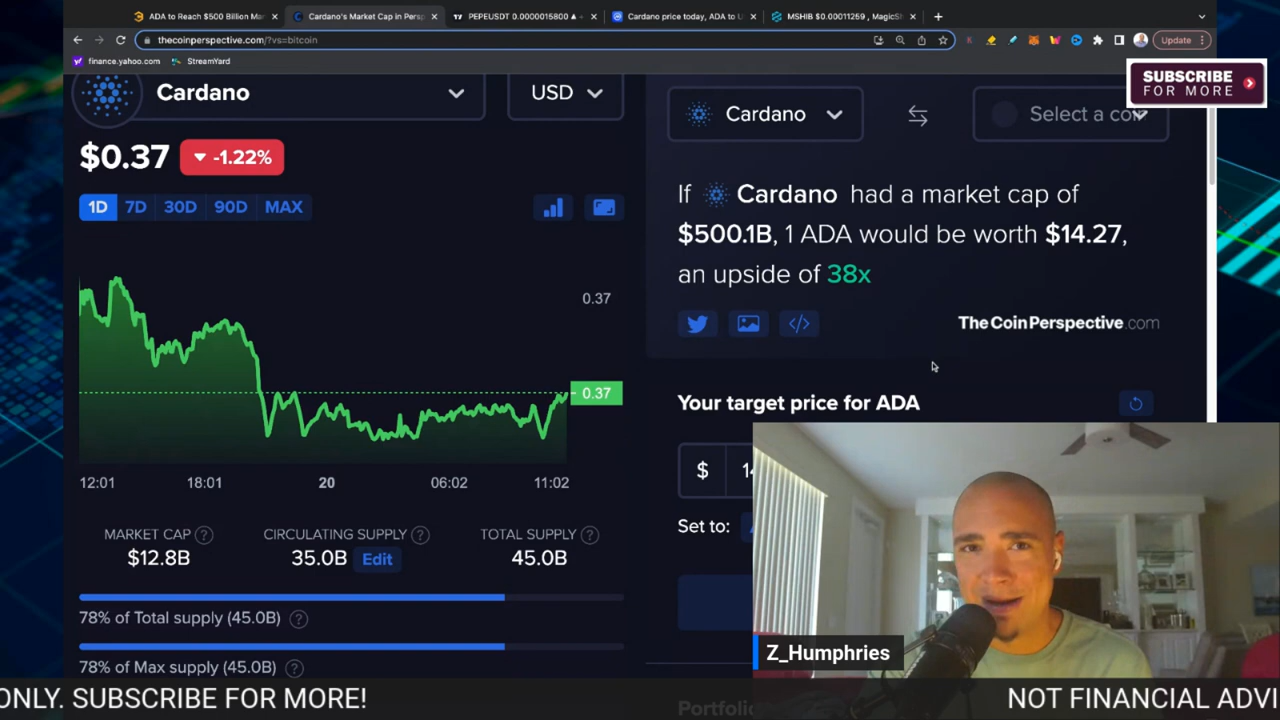 ADA to Reach $500 Billion Mar
Cardano's Market Cap in Persp
PEPEUSDT 0.0000015800
Cardano price today, ADA to U
MSHIB $0.00011259 , MagicSh
thecoinperspective.com/?vs=bitcoin
Update
finance.yahoo.com
StreamYard
SUBSCRIBE
FOR MORE!
Cardano
USD
$0.37
-1.22%
1D 7D 30D 90D MAX
0.37
0.37
12:01 18:01 20 06:02 11:02
MARKET CAP ?
$12.8B
CIRCULATING SUPPLY ?
35.0B Edit
TOTAL SUPPLY ?
45.0B
78% of Total supply (45.0B) ?
78% of Max supply (45.0B) ?
Cardano
Select a coi
If Cardano had a market cap of
$500.1B, 1 ADA would be worth $14.27,
an upside of 38x
TheCoinPerspective.com
Your target price for ADA
$
Set to:
Portfolio
Z_Humphries
ONLY. SUBSCRIBE FOR MORE!
NOT FINANCIAL ADVI